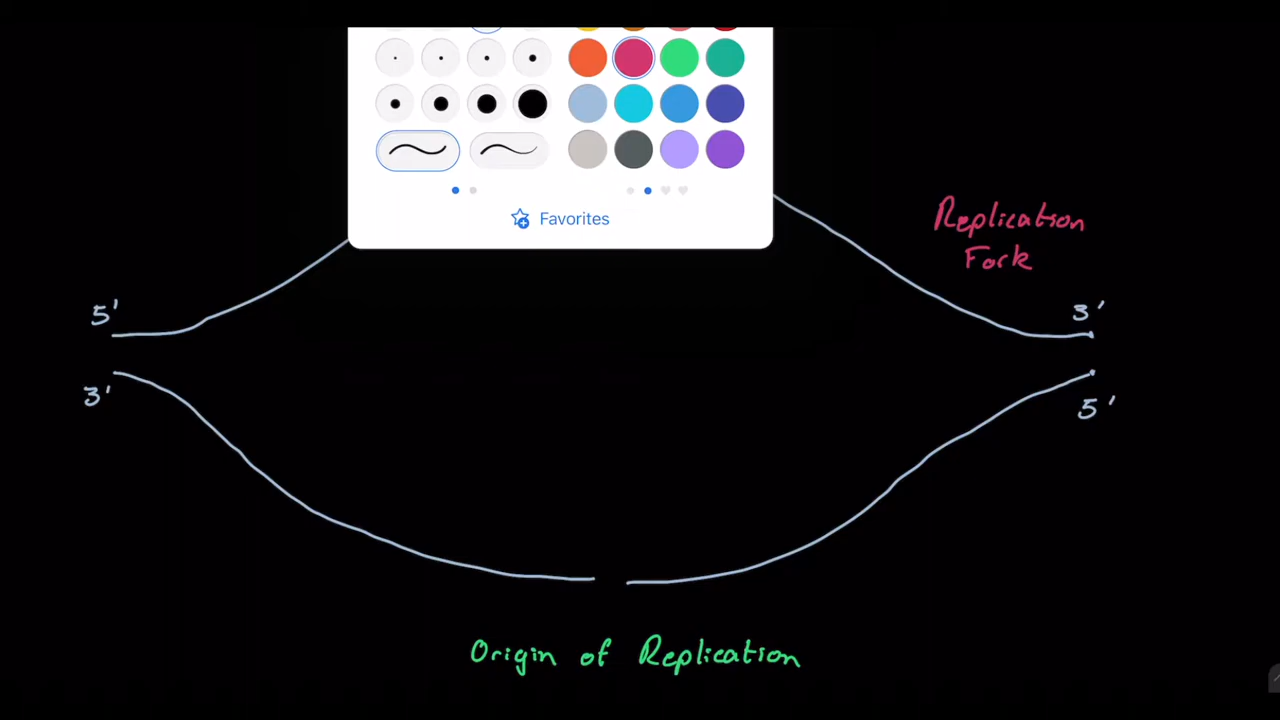 Favorites
Replication
Fork
5'
3'
3'
5'
Origin of Replication